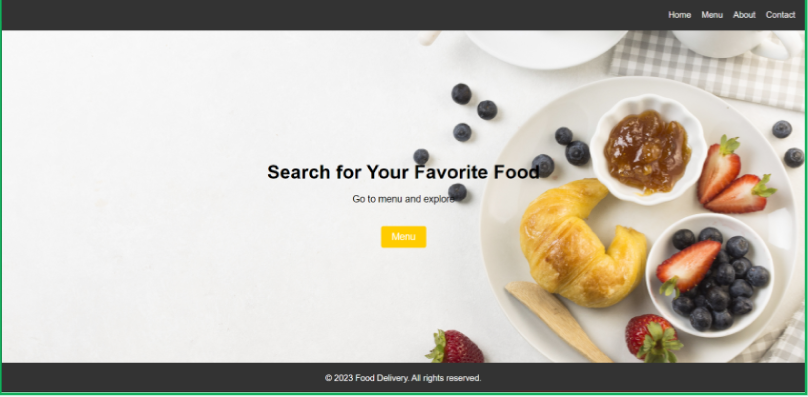 Home Menu About Contact
Search for Your Favorite Food
Go to menu and explore
Menu
© 2023 Food Delivery. All rights reserved.